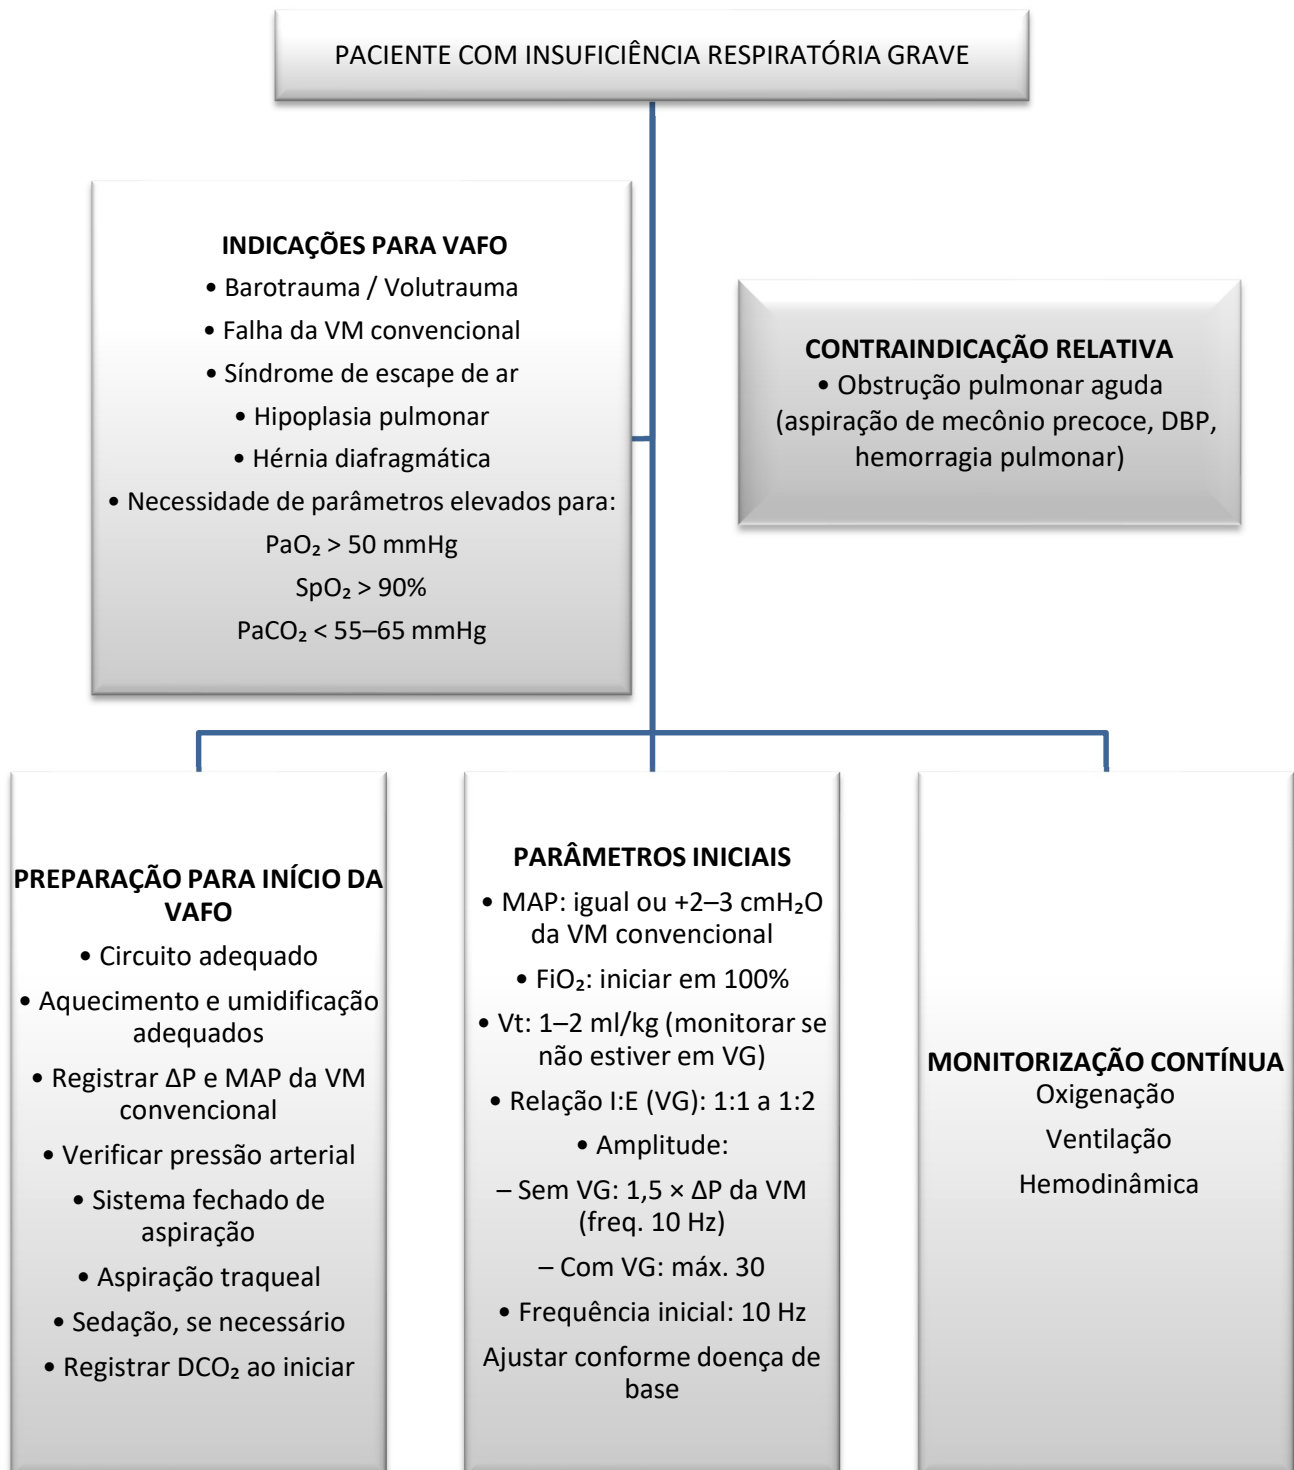 PACIENTE COM INSUFICIÊNCIA RESPIRATÓRIA GRAVE
INDICAÇÕES PARA VAFO
• Barotrauma / Volutrauma
• Falha da VM convencional
• Síndrome de escape de ar
• Hipoplasia pulmonar
• Hérnia diafragmática
• Necessidade de parâmetros elevados para:
PaO₂ > 50 mmHg
SpO₂ > 90%
PaCO₂ < 55–65 mmHg
CONTRAINDICAÇÃO RELATIVA
• Obstrução pulmonar aguda
(aspiração de mecônio precoce, DBP,
hemorragia pulmonar)
PREPARAÇÃO PARA INÍCIO DA
VAFO
• Circuito adequado
• Aquecimento e umidificação
adequados
• Registrar ΔP e MAP da VM
convencional
• Verificar pressão arterial
• Sistema fechado de
aspiração
• Aspiração traqueal
• Sedação, se necessário
• Registrar DCO₂ ao iniciar
PARÂMETROS INICIAIS
• MAP: igual ou +2–3 cmH₂O
da VM convencional
• FiO₂: iniciar em 100%
• Vt: 1–2 ml/kg (monitorar se
não estiver em VG)
• Relação I:E (VG): 1:1 a 1:2
• Amplitude:
– Sem VG: 1,5 × ΔP da VM
(freq. 10 Hz)
– Com VG: máx. 30
• Frequência inicial: 10 Hz
Ajustar conforme doença de
base
MONITORIZAÇÃO CONTÍNUA
Oxigenação
Ventilação
Hemodinâmica